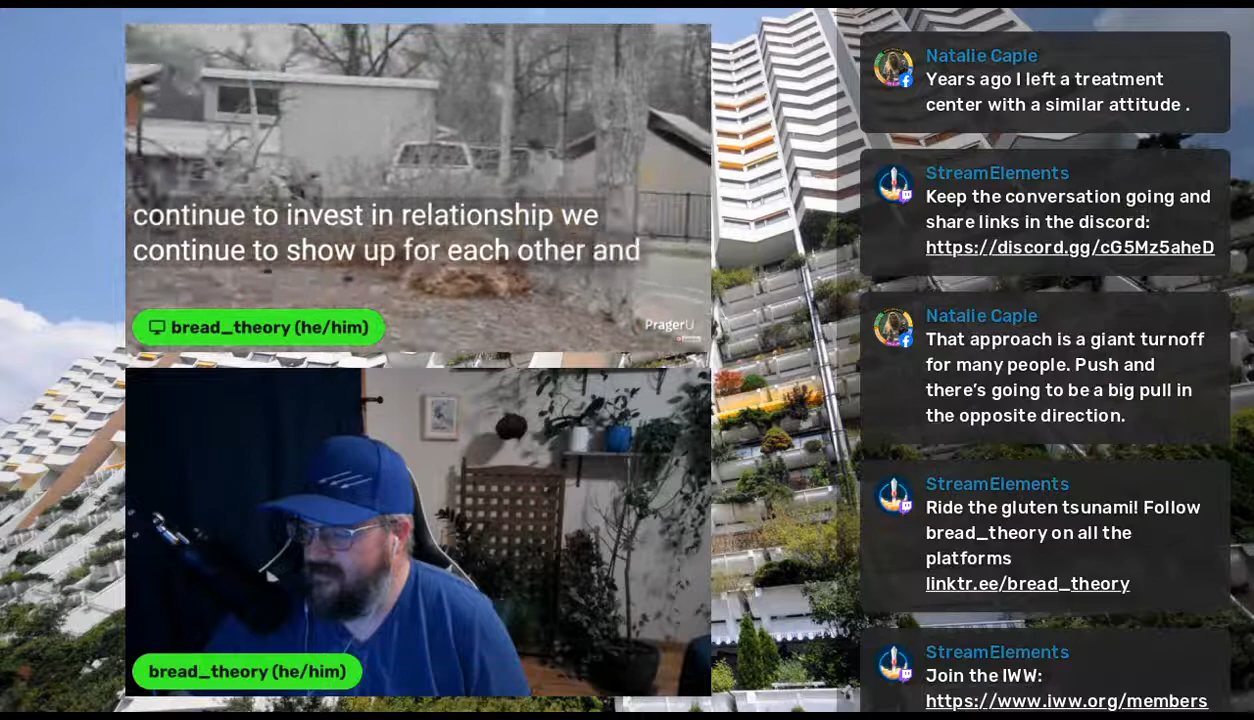 continue to invest in relationship we
continue to show up for each other and
bread_theory (he/him)
PragerU
bread_theory (he/him)
Natalie Caple
Years ago I left a treatment
center with a similar attitude .
StreamElements
Keep the conversation going and
share links in the discord:
https://discord.gg/cG5Mz5aheD
Natalie Caple
That approach is a giant turnoff
for many people. Push and
there’s going to be a big pull in
the opposite direction.
StreamElements
Ride the gluten tsunami! Follow
bread_theory on all the
platforms
linktr.ee/bread_theory
StreamElements
Join the IWW:
https://www.iww.org/members